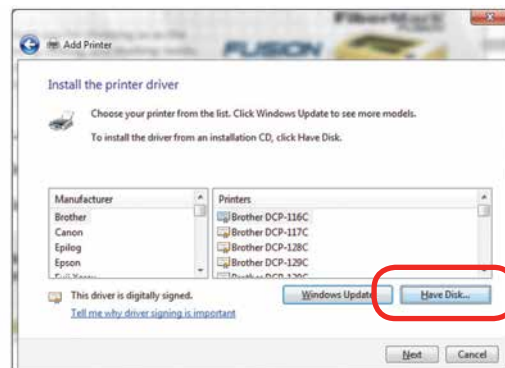 FiberMark
FUSION
Add Printer
Install the printer driver
Choose your printer from the list. Click Windows Update to see more models.
To install the driver from an installation CD, click Have Disk.
Manufacturer
Brother
Canon
Epilog
Epson
Fuji Xerox
Printers
Brother DCP-116C
Brother DCP-117C
Brother DCP-128C
Brother DCP-129C
This driver is digitally signed.
Tell me why driver signing is important
Windows Update
Have Disk...
Next
Cancel